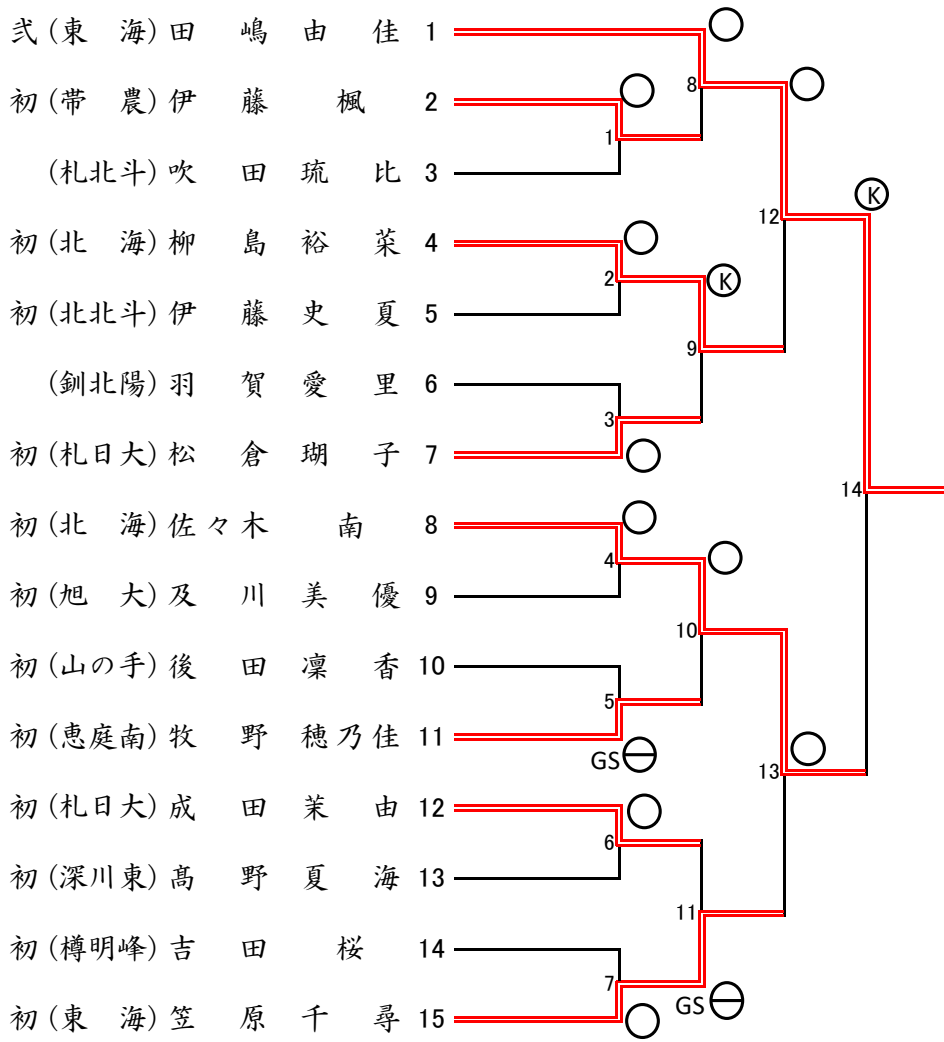 弐(東　海)田　嶋　由　佳 1
初(帯　農)伊　藤　　楓 2
(札北斗)吹　田　琉　比 3
初(北　海)柳　島　裕　菜 4
初(北北斗)伊　藤　史　夏 5
(釧北陽)羽　賀　愛　里 6
初(札日大)松　倉　瑚　子 7
初(北　海)佐々木　　南 8
初(旭　大)及　川　美　優 9
初(山の手)後　田　凜　香 10
初(恵庭南)牧　野　穂乃佳 11
初(札日大)成　田　茉　由 12
初(深川東)髙　野　夏　海 13
初(樽明峰)吉　田　　桜 14
初(東　海)笠　原　千　尋 15
1
2
3
4
5
GS
6
7
8
K
9
10
11
GS
12
13
K
14